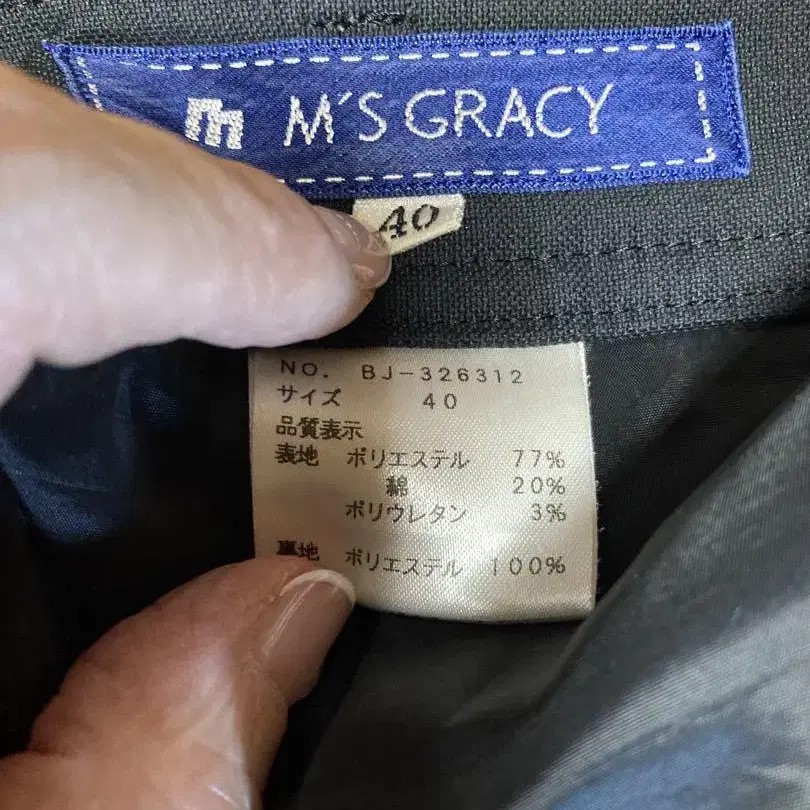 m M'S GRACY
40
NO. BJ-326312
サイズ 40
品質表示
表地 ポリエステル 77%
綿 20%
ポリウレタン 3%
裏地 ポリエステル 100%